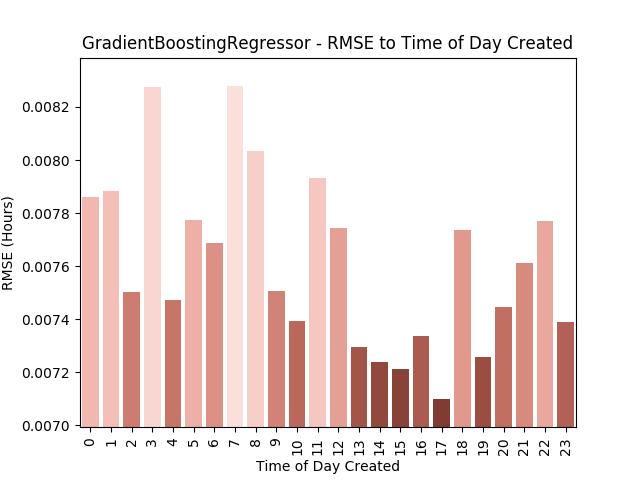 GradientBoostingRegressor - RMSE to Time of Day Created
0.0082
0.0080
0.0078
0.0076
0.0074
0.0072
0.0070
RMSE (Hours)
0 1 2 3 4 5 6 7 8 9 10 11 12 13 14 15 16 17 18 19 20 21 22 23
Time of Day Created